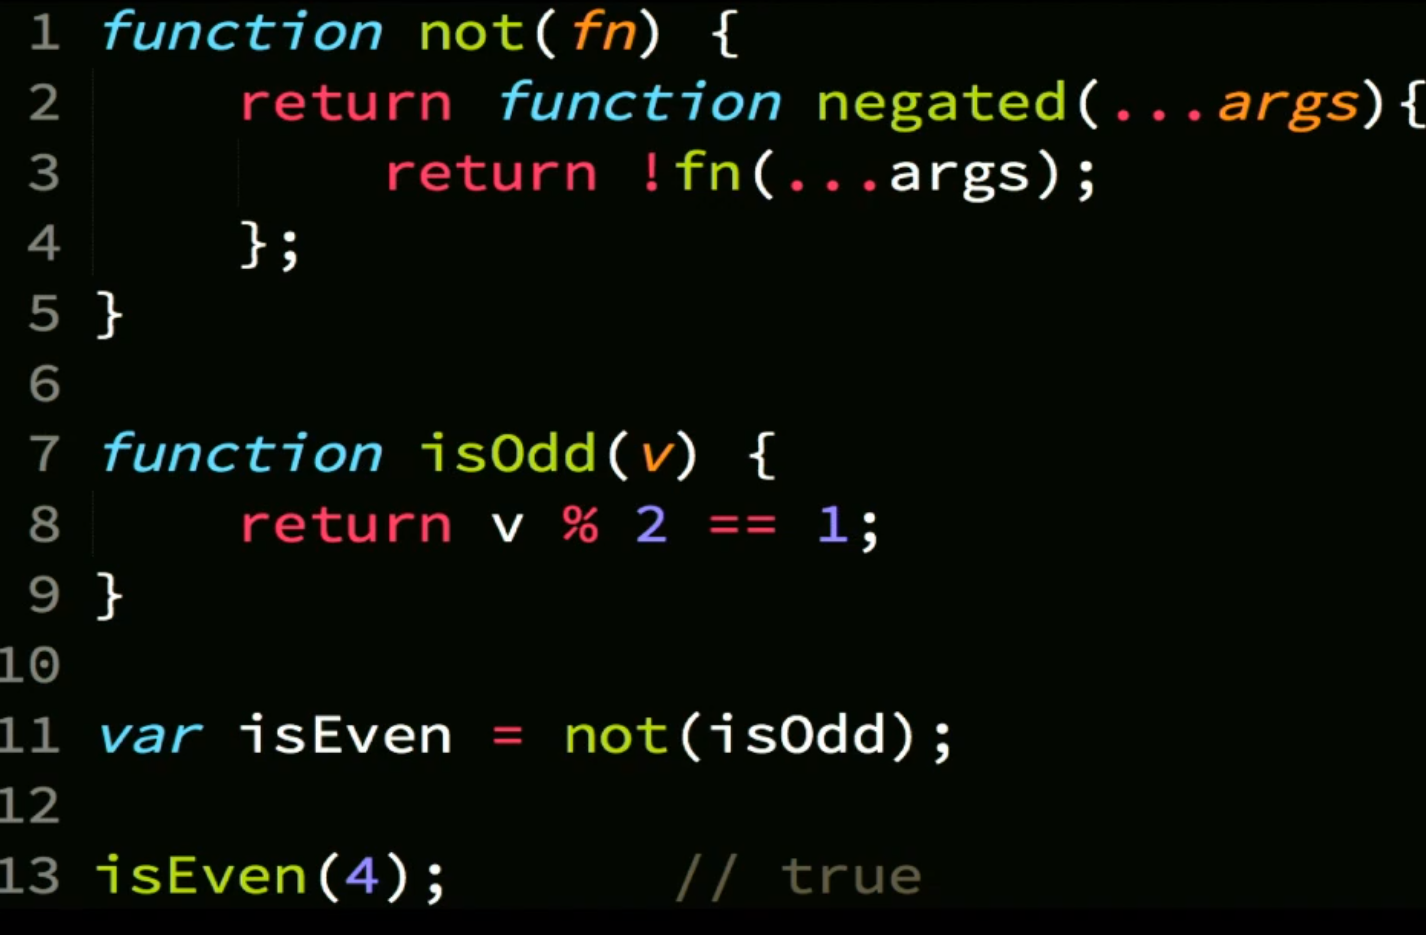 1 function not(fn) {
2     return function negated(...args){
3         return !fn(...args);
4     };
5 }
6
7 function isOdd(v) {
8     return v % 2 == 1;
9 }
10
11 var isEven = not(isOdd);
12
13 isEven(4);      // true